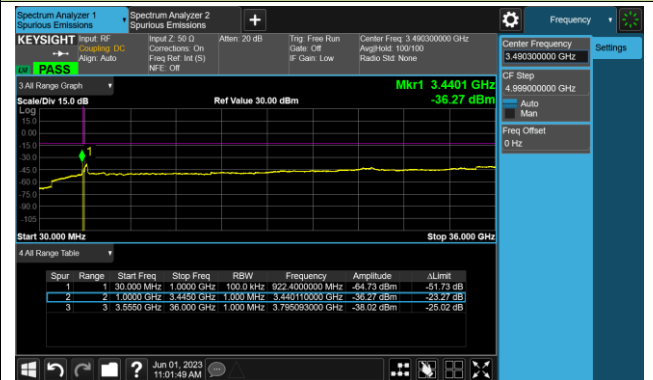 Spectrum Analyzer 1
Spurious Emissions
Spectrum Analyzer 2
Spurious Emissions
Frequency
KEYSIGHT
Input: RF
Coupling: DC
Align: Auto
Input Z: 50 Ω
Corrections: On
Freq Ref: Int (S)
NFE: Off
Atten: 20 dB
Trig: Free Run
Gate: Off
IF Gain: Low
Center Freq: 3.490300000 GHz
Avg|Hold: 100/100
Radio Std: None
LXI
PASS
3 All Range Graph
Mkr1 3.4401 GHz
Scale/Div 15.0 dB
Ref Value 30.00 dBm
-36.27 dBm
Log
15.0
0.00
-15.0
-30.0
-45.0
-60.0
-75.0
-90.0
-105
1
Start 30.000 MHz
Stop 36.000 GHz
4 All Range Table
Spur Range Start Freq Stop Freq RBW Frequency Amplitude ΔLimit
1 1 30.000 MHz 1.0000 GHz 100.0 kHz 922.4000000 MHz -64.73 dBm -51.73 dB
2 2 1.0000 GHz 3.4450 GHz 1.000 MHz 3.440110000 GHz -36.27 dBm -23.27 dB
3 3 3.5550 GHz 36.000 GHz 1.000 MHz 3.795093000 GHz -38.02 dBm -25.02 dB
Center Frequency
3.490300000 GHz
Settings
CF Step
4.999000000 GHz
Auto
Man
Freq Offset
0 Hz
?
Jun 01, 2023
11:01:49 AM